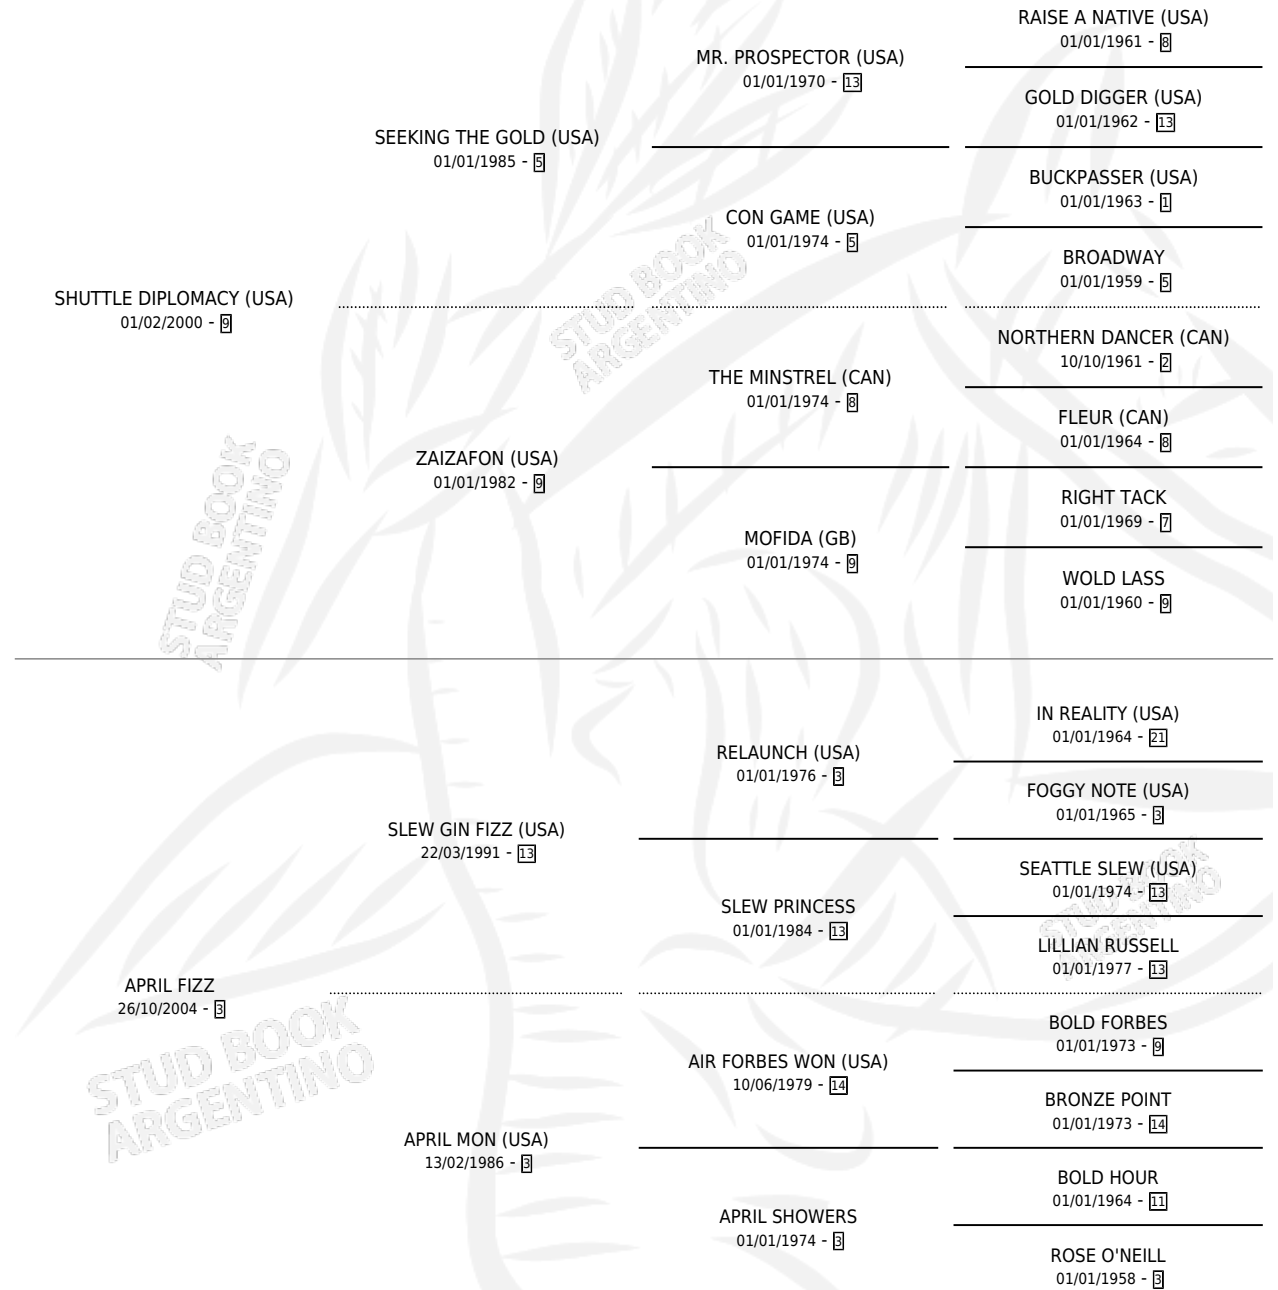 RAISE A NATIVE (USA)
01/01/1961 - 8
MR. PROSPECTOR (USA)
01/01/1970 - 13
GOLD DIGGER (USA)
01/01/1962 - 13
SEEKING THE GOLD (USA)
01/01/1985 - 5
BUCKPASSER (USA)
01/01/1963 - 1
CON GAME (USA)
01/01/1974 - 5
BROADWAY
01/01/1959 - 5
SHUTTLE DIPLOMACY (USA)
01/02/2000 - 9
NORTHERN DANCER (CAN)
10/10/1961 - 2
THE MINSTREL (CAN)
01/01/1974 - 8
FLEUR (CAN)
01/01/1964 - 8
ZAIZAFON (USA)
01/01/1982 - 9
RIGHT TACK
01/01/1969 - 7
MOFIDA (GB)
01/01/1974 - 9
WOLD LASS
01/01/1960 - 9
IN REALITY (USA)
01/01/1964 - 21
RELAUNCH (USA)
01/01/1976 - 3
FOGGY NOTE (USA)
01/01/1965 - 3
SLEW GIN FIZZ (USA)
22/03/1991 - 13
SEATTLE SLEW (USA)
01/01/1974 - 13
SLEW PRINCESS
01/01/1984 - 13
LILLIAN RUSSELL
01/01/1977 - 13
APRIL FIZZ
26/10/2004 - 3
BOLD FORBES
01/01/1973 - 9
AIR FORBES WON (USA)
10/06/1979 - 14
BRONZE POINT
01/01/1973 - 14
APRIL MON (USA)
13/02/1986 - 3
BOLD HOUR
01/01/1964 - 11
APRIL SHOWERS
01/01/1974 - 3
ROSE O'NEILL
01/01/1958 - 3
STUD BOOK
ARGENTINO
STUD BOOK
ARGENTINO
STUD BOOK
ARGENTINO
STUD BOOK
ARGENTINO